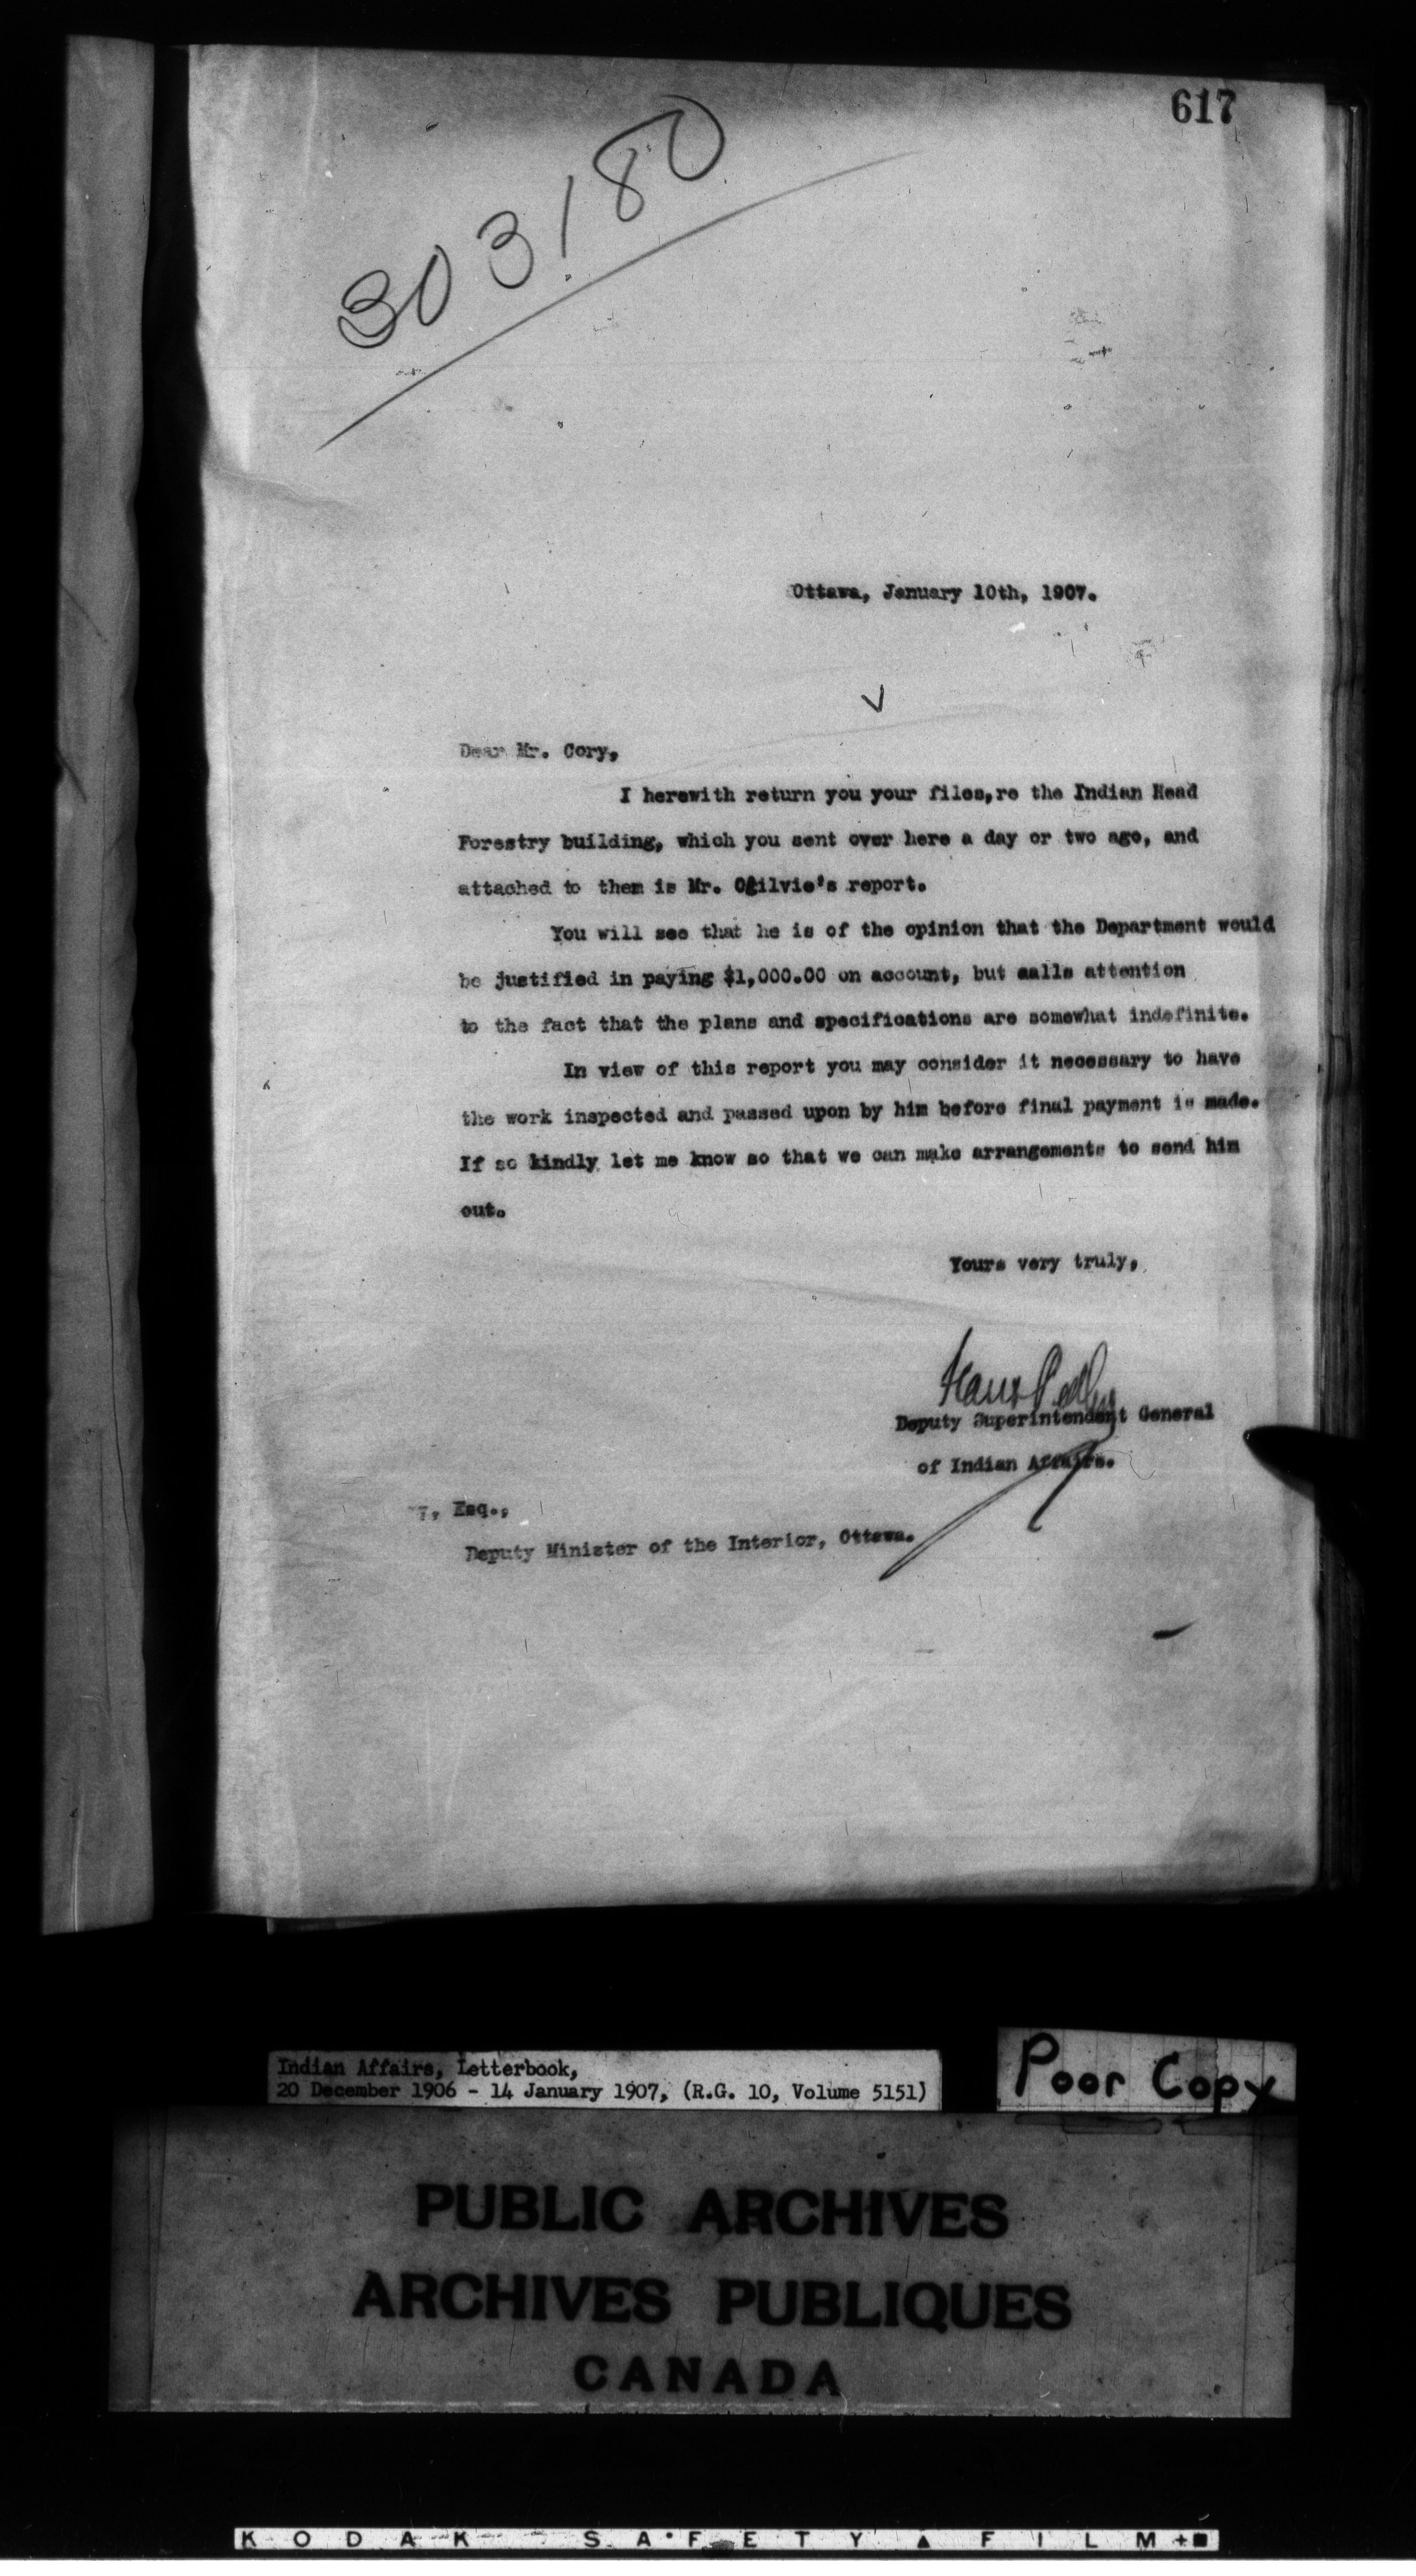 617
303180
Ottawa, January 10th, 1907.
Dear Mr. Cory,
I herewith return you your files,re the Indian Head
Forestry building, which you sent over here a day or two ago, and
attached to them is Mr. Ogilvie's report.
You will see that he is of the opinion that the Department would
be justified in paying $1,000.00 on account, but calls attention
to the fact that the plans and specifications are somewhat indefinite.
In view of this report you may consider it necessary to have
the work inspected and passed upon by him before final payment is made.
If so kindly let me know so that we can make arrangements to send him
out.
Yours very truly,
Frank Pedley
Deputy Superintendent General
of Indian Affairs.
y, Esq.,
Deputy Minister of the Interior, Ottawa.
Indian Affairs, Letterbook,
20 December 1906 - 14 January 1907, (R.G. 10, Volume 5151)
Poor Copy
PUBLIC ARCHIVES
ARCHIVES PUBLIQUES
CANADA
KODAK SAFETY FILM